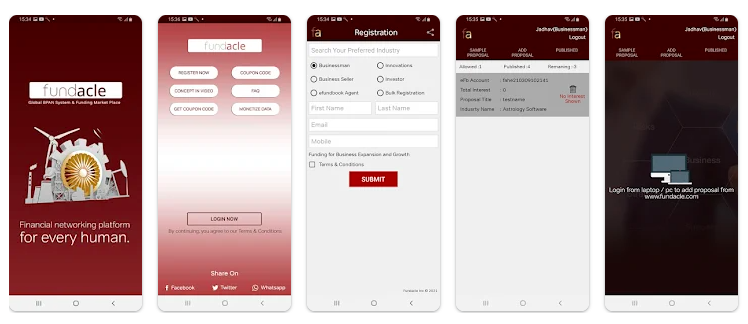 15:34
fundacle
Global BPAN System & Funding Market Place
Financial networking platform
for every human.
15:36
fundacle
REGISTER NOW
COUPON CODE
CONCEPT IN VIDEO
FAQ
GET COUPON CODE
MONETIZE DATA
LOGIN NOW
By continuing, you agree to our Terms & Conditions
Share On
Facebook
Twitter
Whatsapp
15:34
fa
Registration
Search Your Preferred Industry
Businessman
Innovations
Business Seller
Investor
efundbook Agent
Bulk Registration
First Name
Last Name
Email
Mobile
Funding for Business Expansion and Growth
Terms & Conditions
SUBMIT
Fundacle Inc © 2021
15:34
fa
Jadhav(Businessman)
Logout
SAMPLE PROPOSAL
ADD PROPOSAL
PUBLISHED
Allowed :1
Published :4
Remaning :-3
eFb Account
Total Interest
: 0
Proposal Title
: testname
Industry Name
: Astrology Software
No Interest
Shown
15:35
fa
Jadhav(Businessman)
Logout
SAMPLE PROPOSAL
ADD PROPOSAL
PUBLISHED
Login from laptop / pc to add proposal from
www.fundacle.com